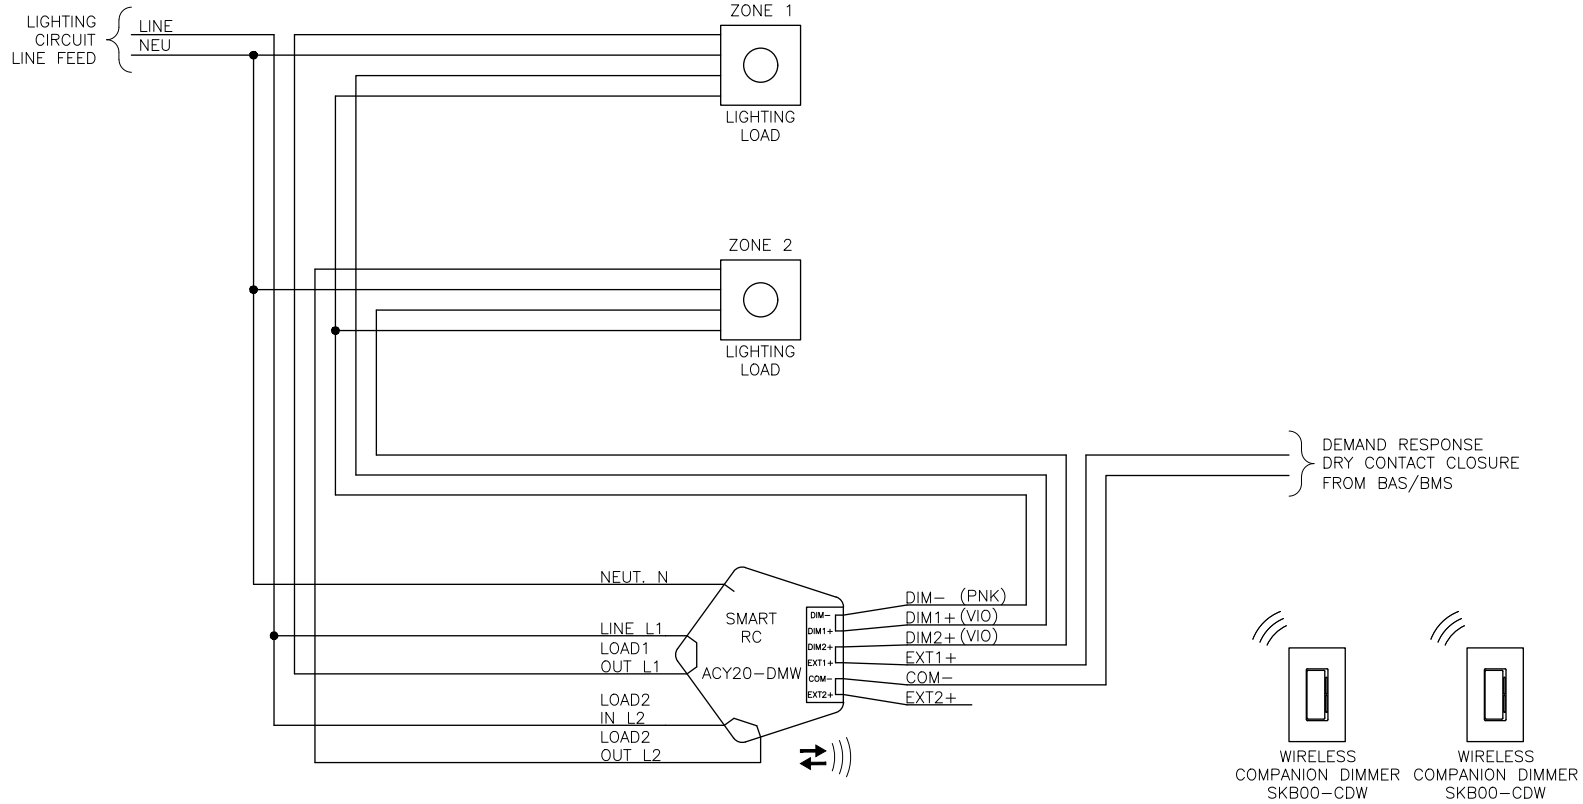 LIGHTING
CIRCUIT
LINE FEED
LINE
NEU
ZONE 1
LIGHTING
LOAD
ZONE 2
LIGHTING
LOAD
DEMAND RESPONSE
DRY CONTACT CLOSURE
FROM BAS/BMS
NEUT. N
LINE L1
LOAD1
OUT L1
LOAD2
IN L2
LOAD2
OUT L2
SMART
RC
ACY20-DMW
DIM-
DIM1+
DIM2+
EXT1+
COM-
EXT2+
DIM- (PNK)
DIM1+ (VIO)
DIM2+ (VIO)
EXT1+
COM-
EXT2+
WIRELESS
COMPANION DIMMER
SKB00-CDW
WIRELESS
COMPANION DIMMER
SKB00-CDW